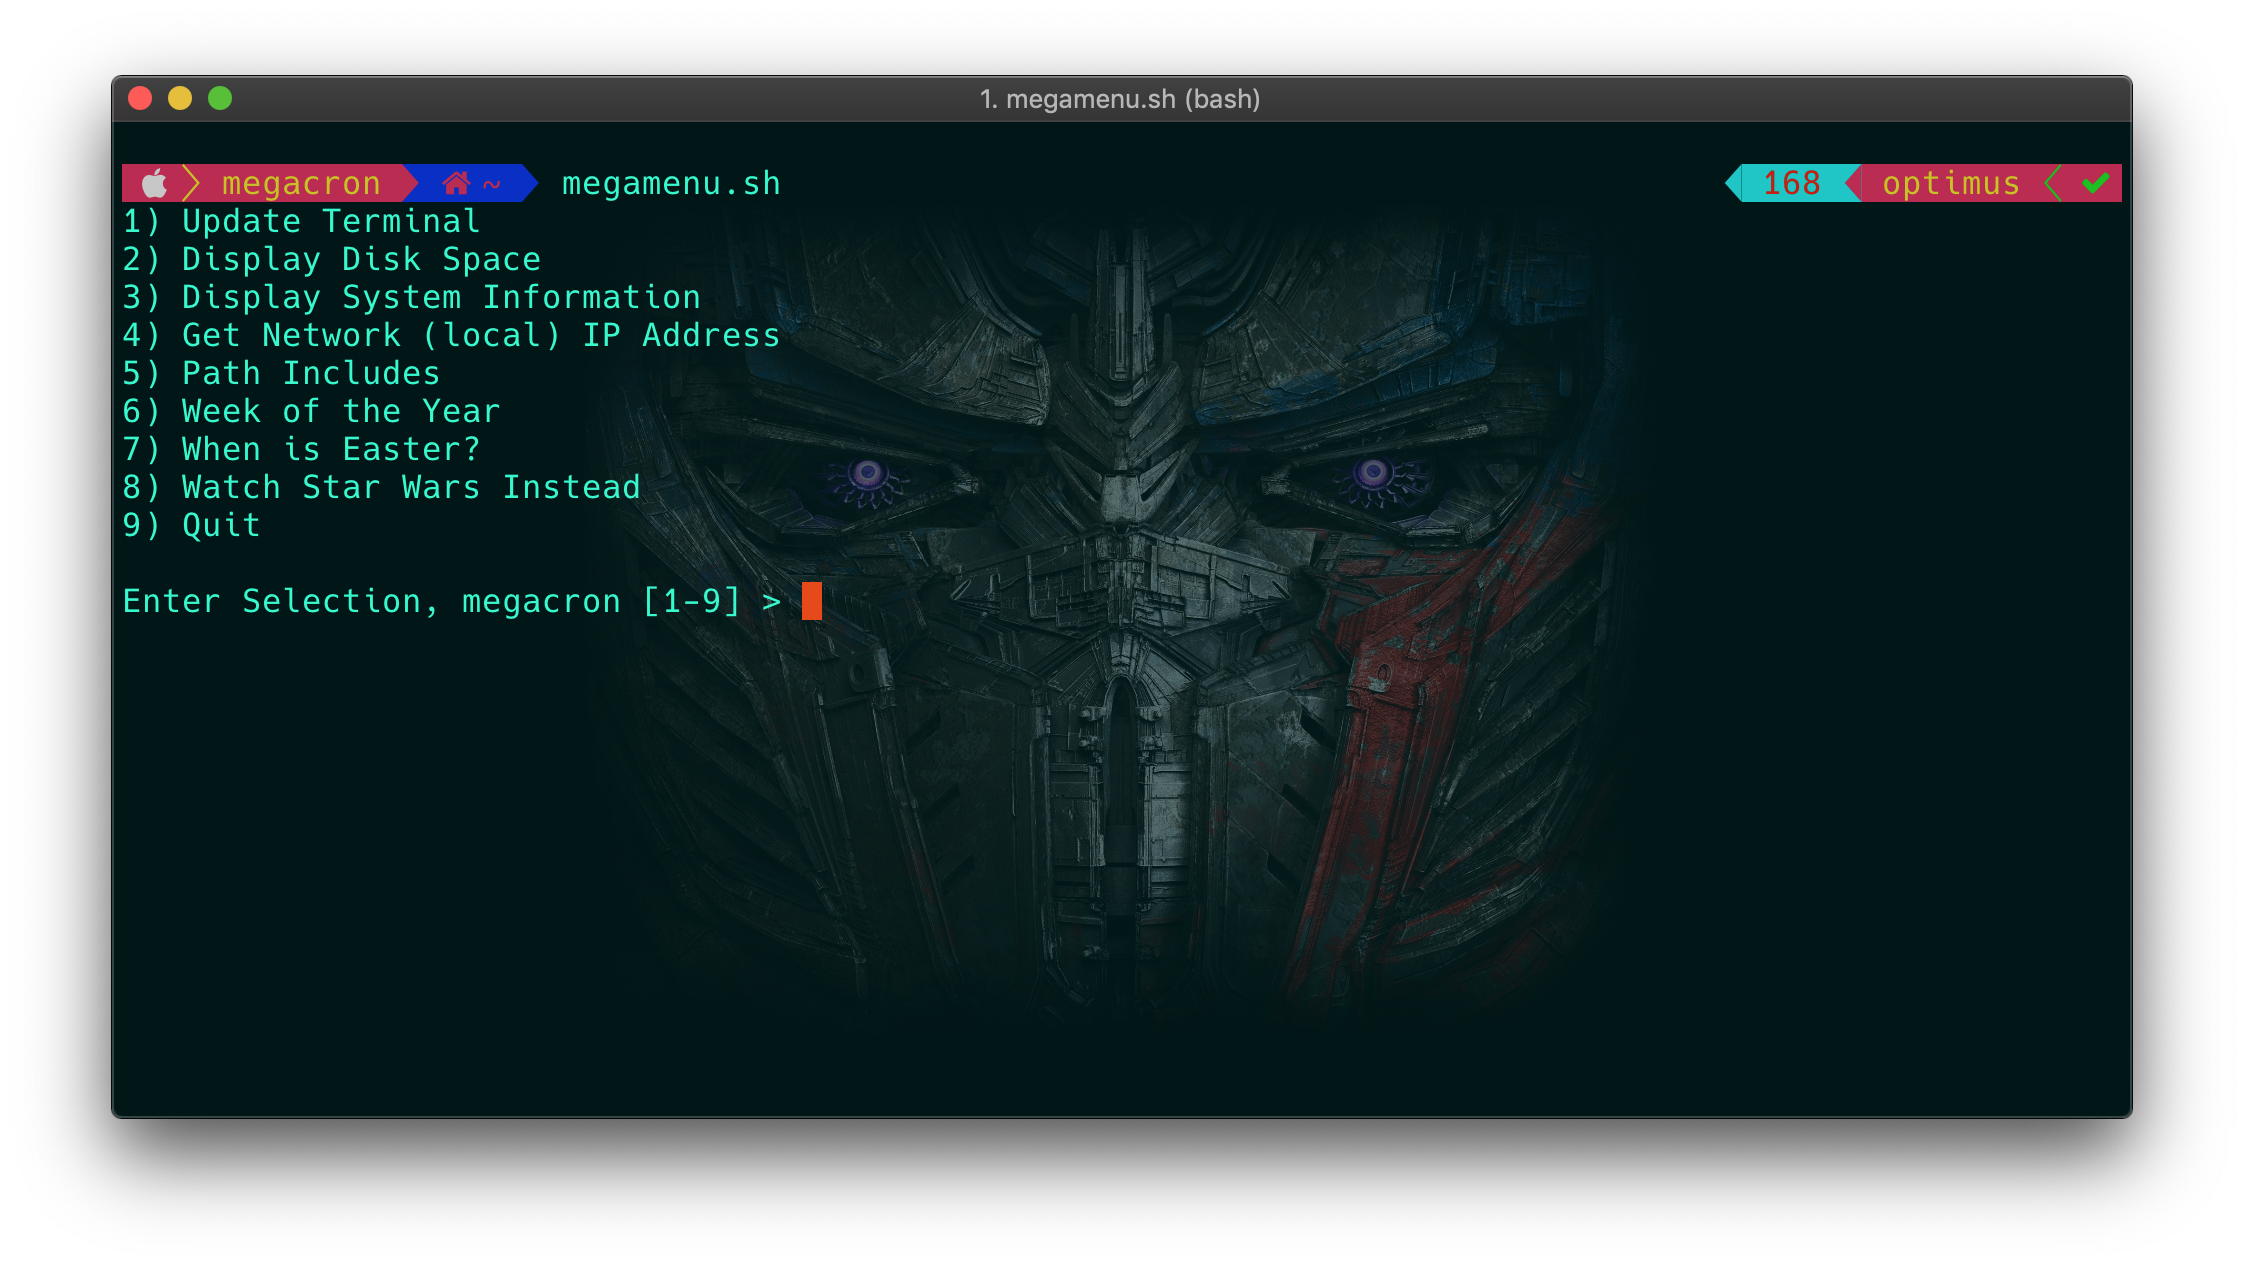 1. megamenu.sh (bash)
megacron ~ megamenu.sh 168 optimus
1) Update Terminal
2) Display Disk Space
3) Display System Information
4) Get Network (local) IP Address
5) Path Includes
6) Week of the Year
7) When is Easter?
8) Watch Star Wars Instead
9) Quit
Enter Selection, megacron [1-9] >